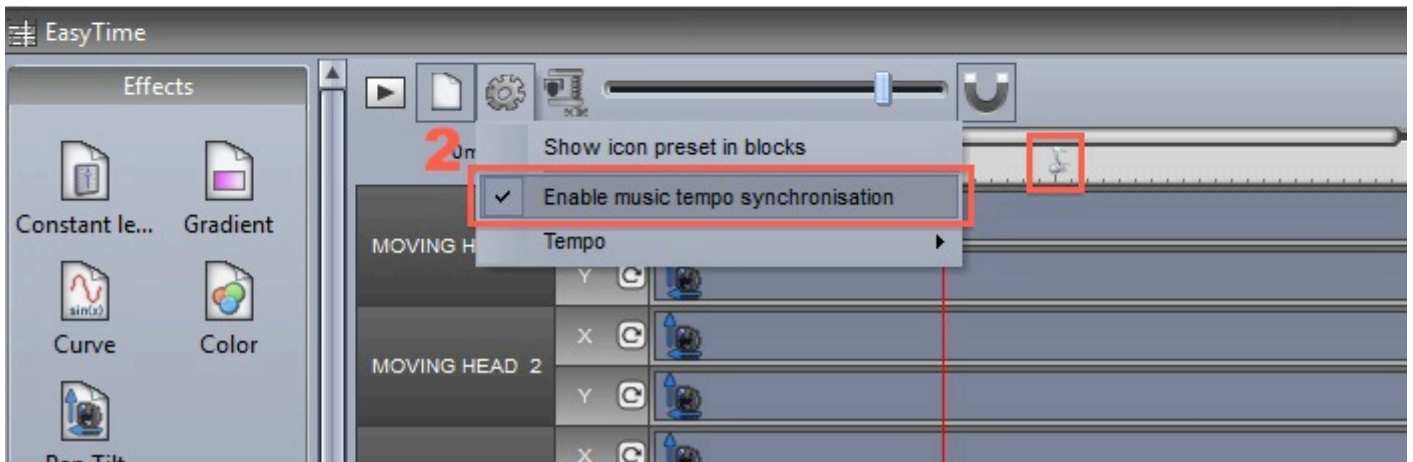 EasyTime
Effects
Constant le...
Gradient
sin(x)
Curve
Color
2
Show icon preset in blocks
Enable music tempo synchronisation
Tempo
MOVING H
Y
MOVING HEAD 2
X
Y
X